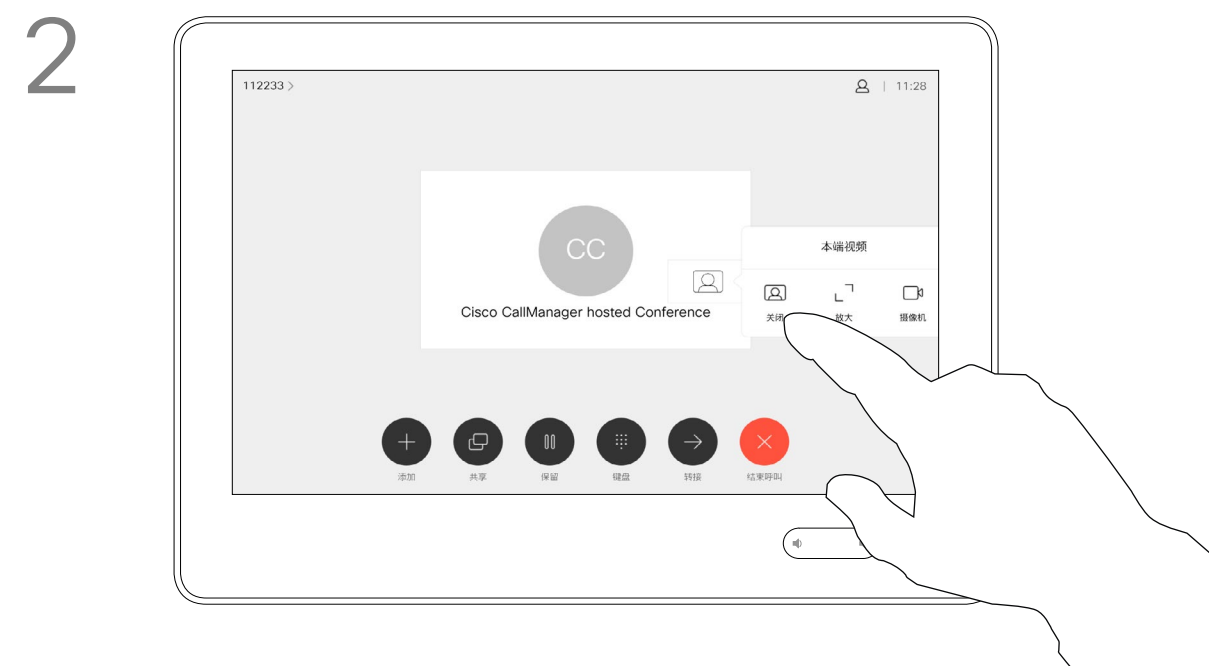 2
112233 >
11:28
CC
Cisco CallManager hosted Conference
本端视频
关闭 放大 摄像机
添加 共享 保留 键盘 转接 结束呼叫